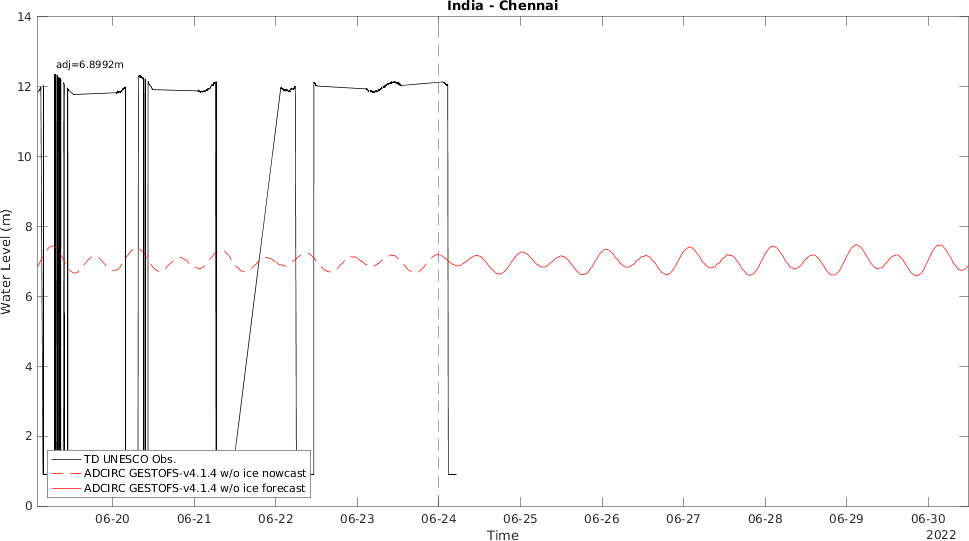 India - Chennai
adj=6.8992m
14
12
10
8
6
4
2
0
Water Level (m)
TD UNESCO Obs.
ADCIRC GESTOFS-v4.1.4 w/o ice nowcast
ADCIRC GESTOFS-v4.1.4 w/o ice forecast
06-20 06-21 06-22 06-23 06-24 06-25 06-26 06-27 06-28 06-29 06-30
Time
2022